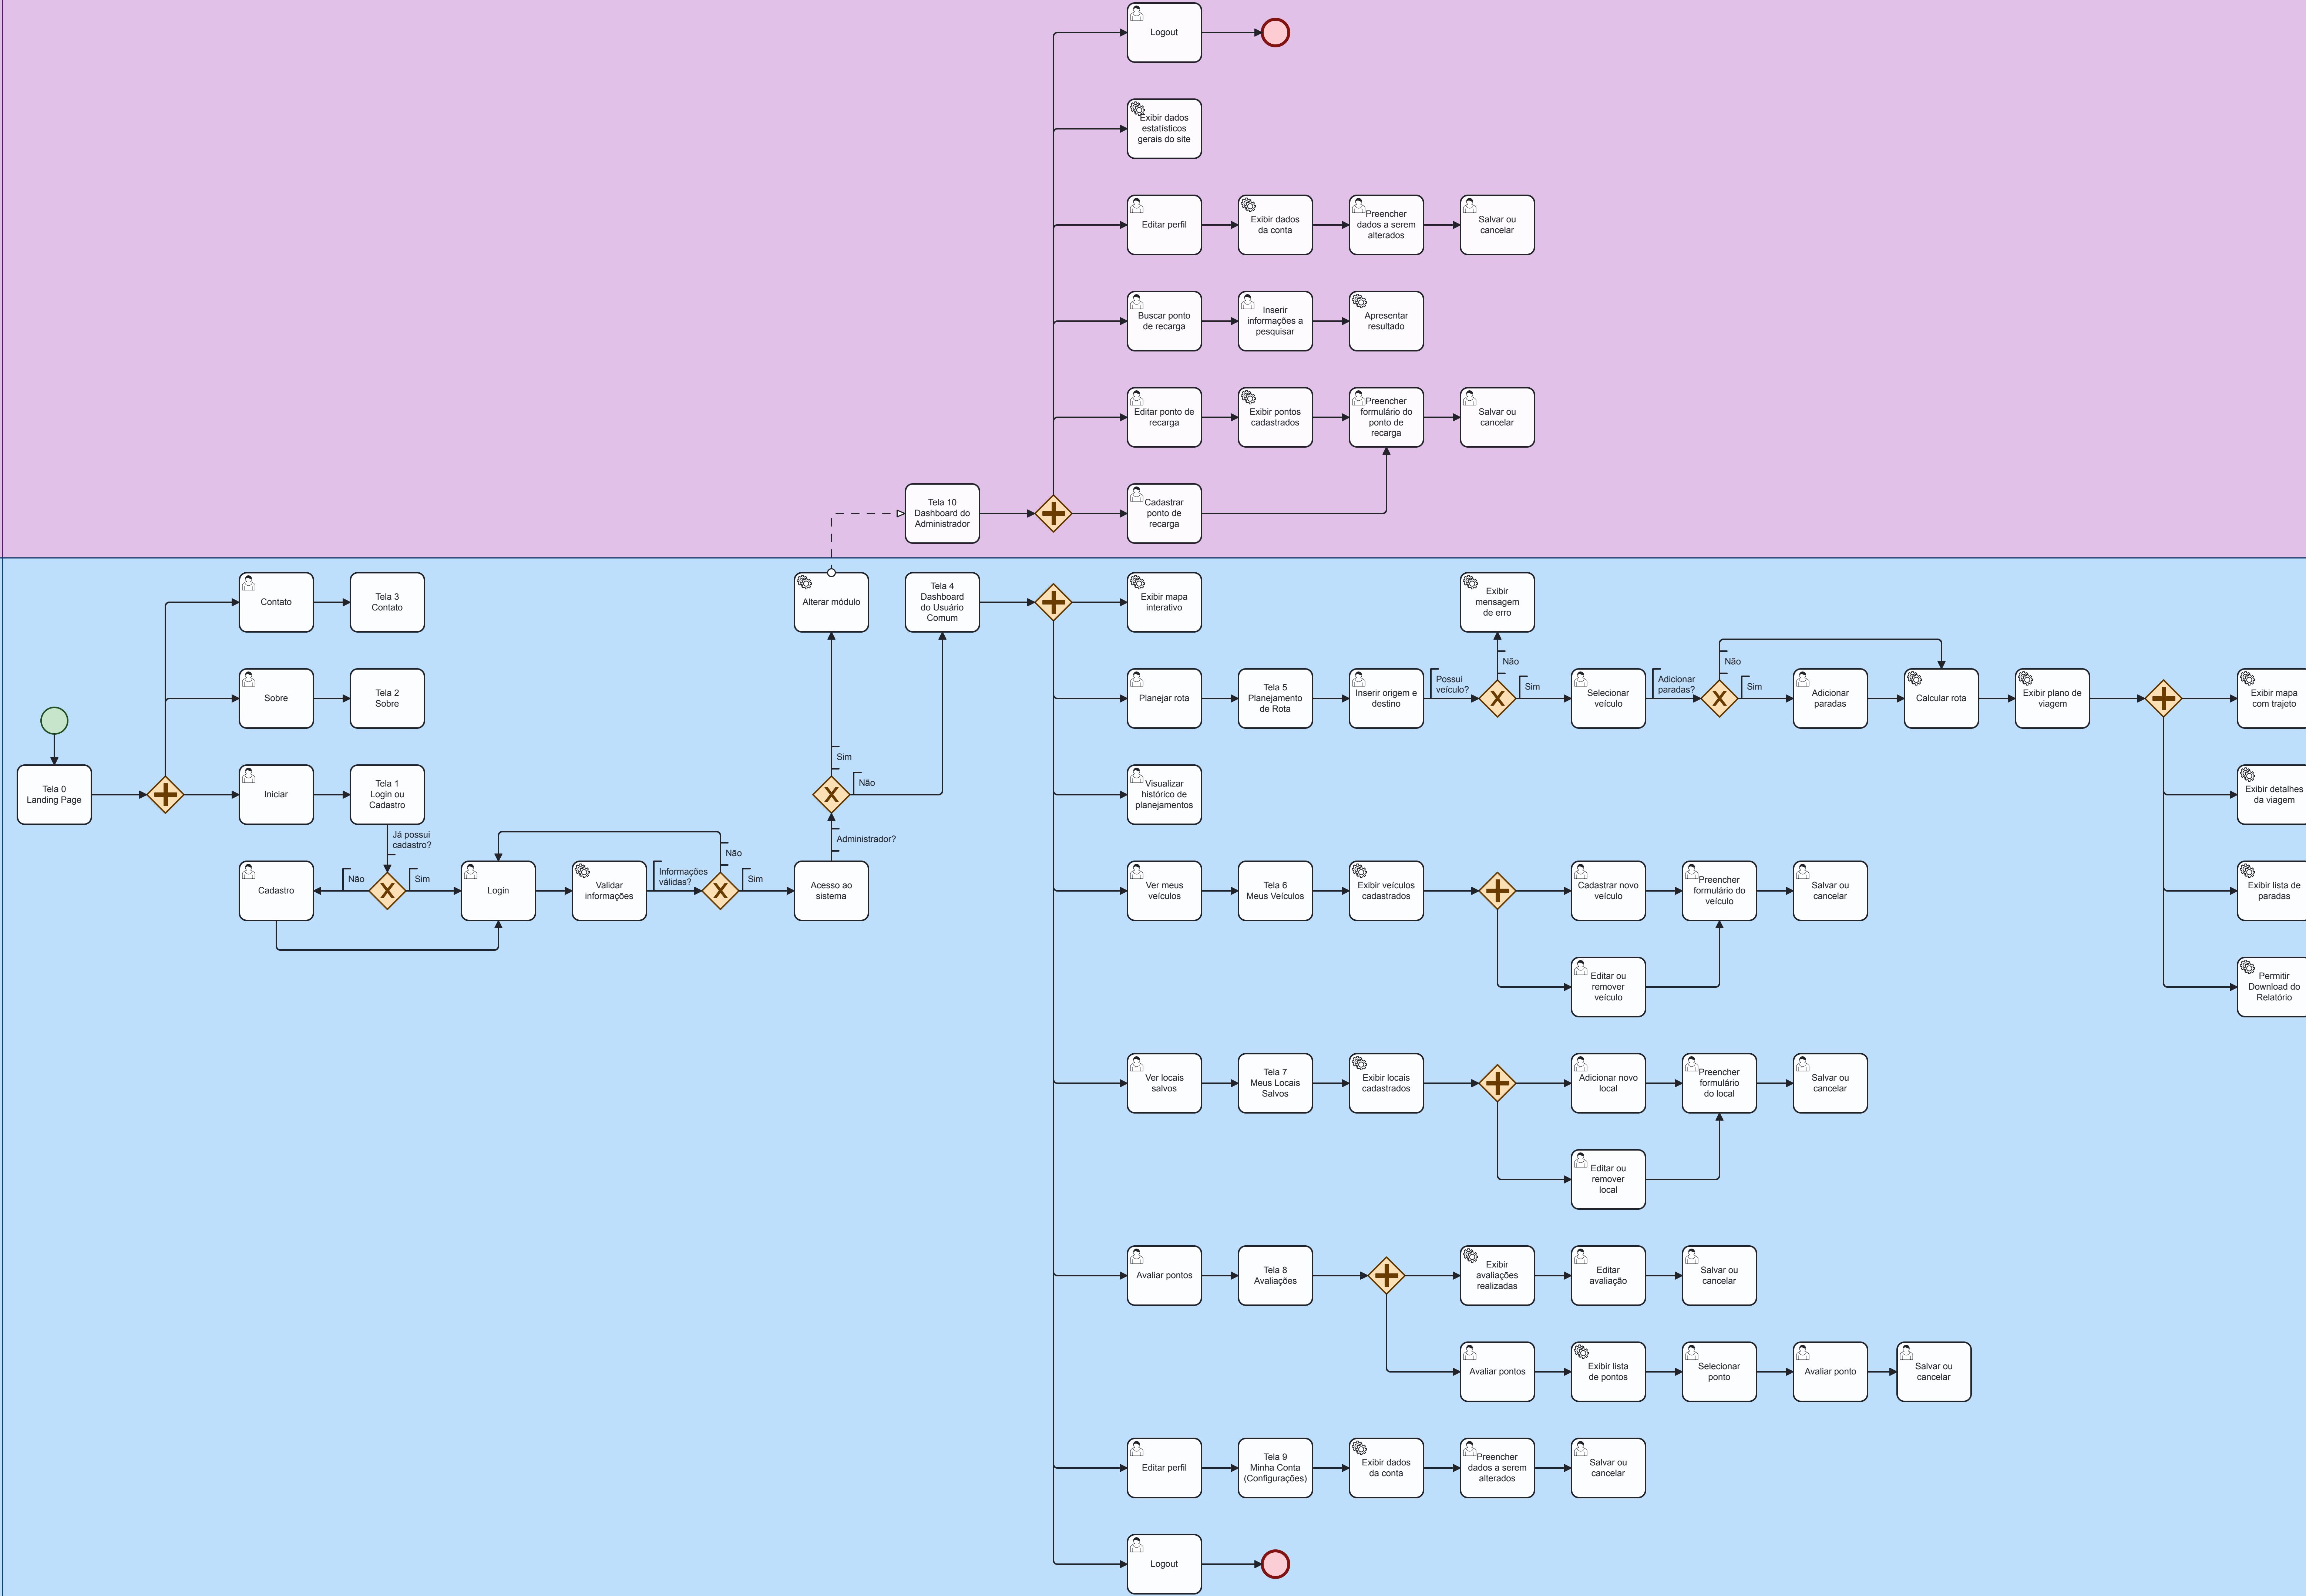 Logout
Exibir dados
estatísticos
gerais do site
Editar perfil
Exibir dados
da conta
Preencher
dados a serem
alterados
Salvar ou
cancelar
Buscar ponto
de recarga
Inserir
informações a
pesquisar
Apresentar
resultado
Editar ponto de
recarga
Exibir pontos
cadastrados
Preencher
formulário do
ponto de
recarga
Salvar ou
cancelar
Tela 10
Dashboard do
Administrador
Cadastrar
ponto de
recarga
Contato
Tela 3
Contato
Alterar módulo
Tela 4
Dashboard
do Usuário
Comum
Exibir mapa
interativo
Exibir
mensagem
de erro
Não
Não
Sobre
Tela 2
Sobre
Planejar rota
Tela 5
Planejamento
de Rota
Inserir origem e
destino
Possui
veículo?
Sim
Selecionar
veículo
Adicionar
paradas?
Sim
Adicionar
paradas
Calcular rota
Exibir plano de
viagem
Exibir mapa
com trajeto
Sim
Não
Tela 0
Landing Page
Iniciar
Tela 1
Login ou
Cadastro
Visualizar
histórico de
planejamentos
Exibir detalhes
da viagem
Já possui
cadastro?
Administrador?
Não
Cadastro
Não
Sim
Login
Validar
informações
Informações
válidas?
Sim
Acesso ao
sistema
Ver meus
veículos
Tela 6
Meus Veículos
Exibir veículos
cadastrados
Cadastrar novo
veículo
Preencher
formulário do
veículo
Salvar ou
cancelar
Exibir lista de
paradas
Editar ou
remover
veículo
Permitir
Download do
Relatório
Ver locais
salvos
Tela 7
Meus Locais
Salvos
Exibir locais
cadastrados
Adicionar novo
local
Preencher
formulário
do local
Salvar ou
cancelar
Editar ou
remover
local
Avaliar pontos
Tela 8
Avaliações
Exibir
avaliações
realizadas
Editar
avaliação
Salvar ou
cancelar
Avaliar pontos
Exibir lista
de pontos
Selecionar
ponto
Avaliar ponto
Salvar ou
cancelar
Editar perfil
Tela 9
Minha Conta
(Configurações)
Exibir dados
da conta
Preencher
dados a serem
alterados
Salvar ou
cancelar
Logout